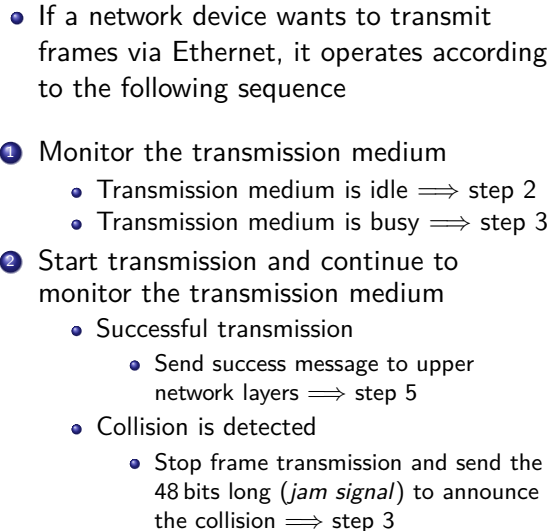 • If a network device wants to transmit
frames via Ethernet, it operates according
to the following sequence
1 Monitor the transmission medium
• Transmission medium is idle ⟹ step 2
• Transmission medium is busy ⟹ step 3
2 Start transmission and continue to
monitor the transmission medium
• Successful transmission
• Send success message to upper
network layers ⟹ step 5
• Collision is detected
• Stop frame transmission and send the
48 bits long (jam signal) to announce
the collision ⟹ step 3